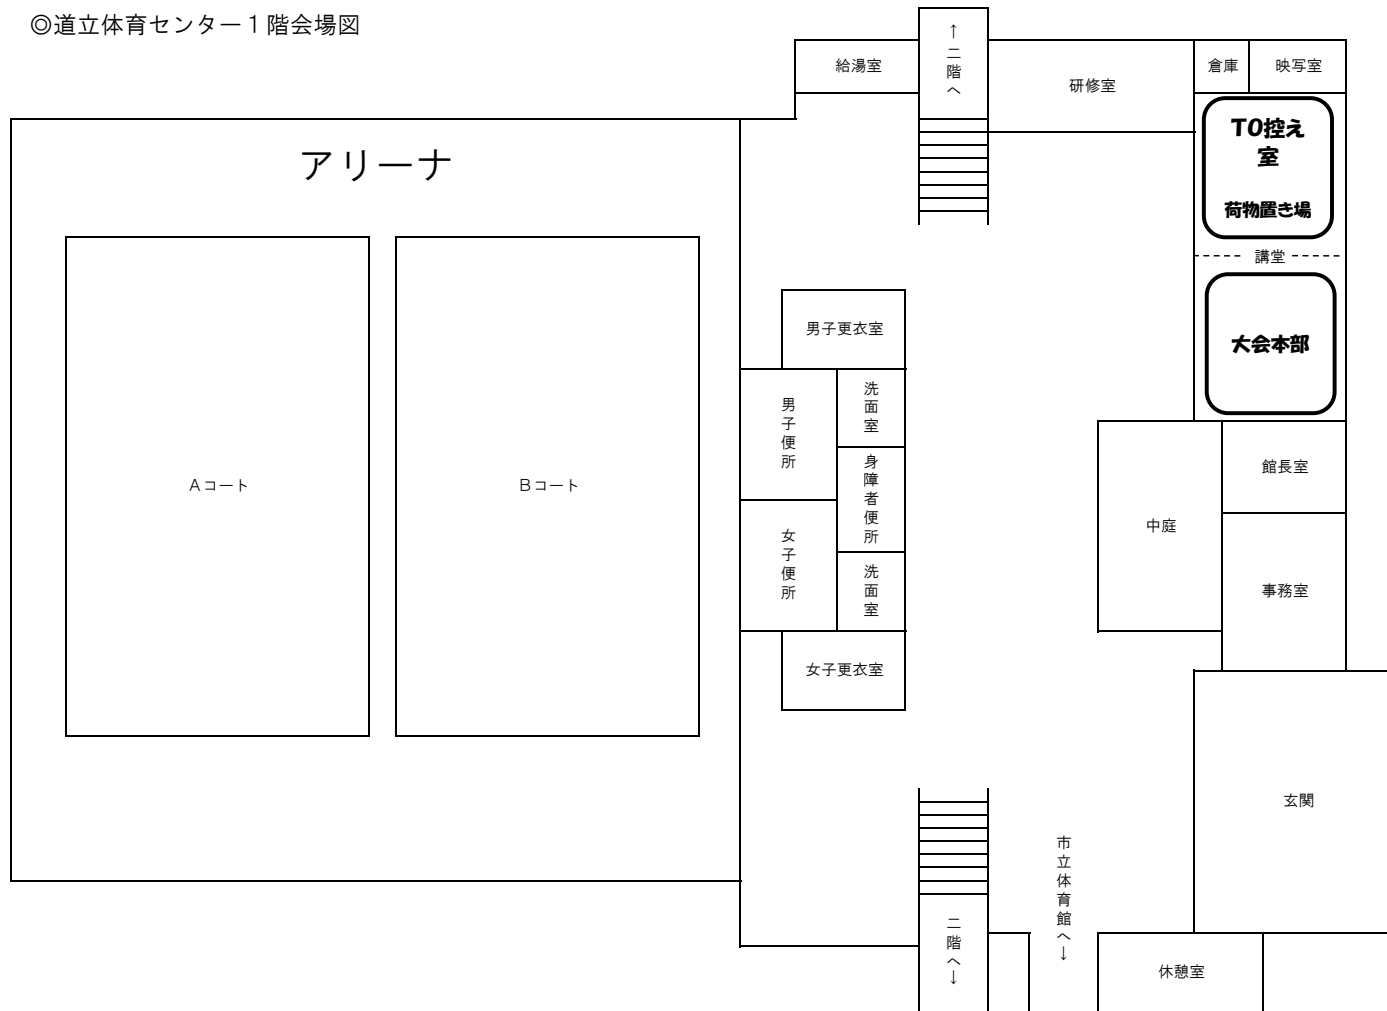 ◎道立体育センター１階会場図
↑二階へ
給湯室
研修室
倉庫
映写室
TO控え
室
荷物置き場
アリーナ
講堂
大会本部
男子更衣室
洗面室
男子便所
身障者便所
Ａコート
Ｂコート
館長室
中庭
女子便所
洗面室
事務室
女子更衣室
玄関
市立体育館へ↓
二階へ↓
休憩室